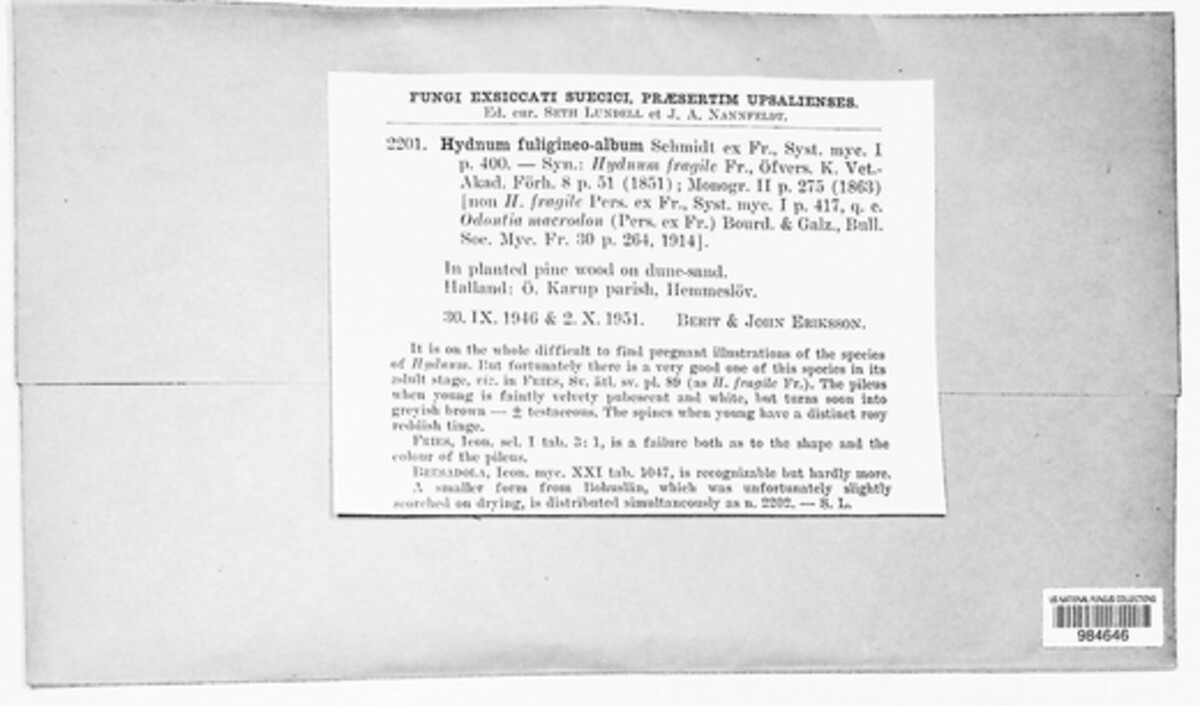 FUNGI EXSICCATI SUECICI, PRÆSERTIM UPSALIENSES.
Ed. cur. SETH LUNDELL et J. A. NANNFELDT.
2201. Hydnum fuligineo-album Schmidt ex Fr., Syst. myc. I
p. 400. — Syn.: Hydnum fragile Fr., Öfvers. K. Vet.-
Akad. Förh. 8 p. 51 (1851); Monogr. II p. 275 (1863)
[non H. fragile Pers. ex Fr., Syst. myc. I p. 417, q. e.
Odontia macrodon (Pers. ex Fr.) Bourd. & Galz., Bull.
Soc. Myc. Fr. 30 p. 264, 1914].
In planted pine wood on dune-sand.
Halland: Ö. Karup parish, Hemmeslöv.
30. IX. 1946 & 2. X. 1951. BERIT & JOHN ERIKSSON.
It is on the whole difficult to find pregnant illustrations of the species
of Hydnum. But fortunately there is a very good one of this species in its
adult stage, viz. in FRIES, Sv. ätl. sv. pl. 89 (as H. fragile Fr.). The pileus
when young is faintly velvety pubescent and white, but turns soon into
greyish brown — ± testaceous. The spines when young have a distinct rosy
reddish tinge.
FRIES, Icon. sel. I tab. 3: 1, is a failure both as to the shape and the
colour of the pileus.
BRESADOLA, Icon. myc. XXI tab. 1047, is recognizable but hardly more.
A smaller form from Bohuslän, which was unfortunately slightly
scorched on drying, is distributed simultaneously as n. 2202. — S. L.
US NATIONAL FUNGUS COLLECTIONS
984646